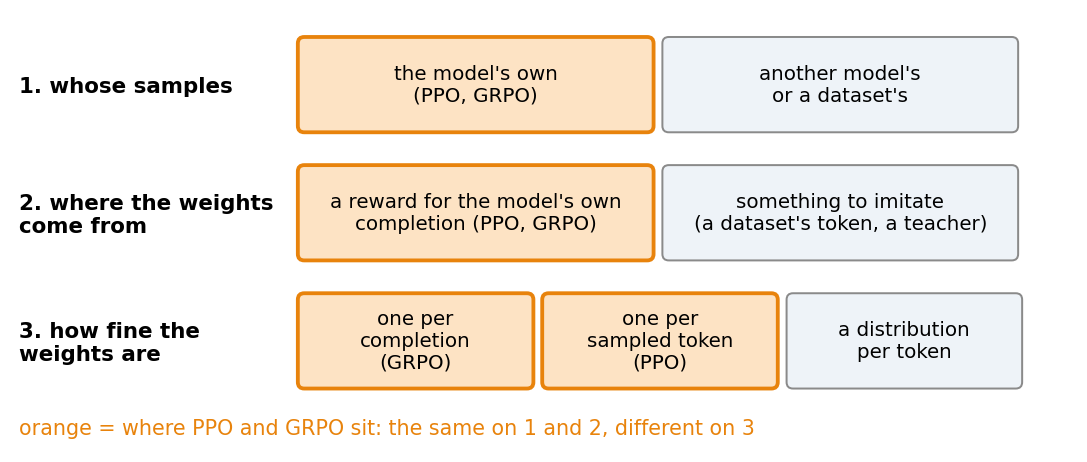 1. whose samples
the model's own
(PPO, GRPO)
another model's
or a dataset's
2. where the weights
come from
a reward for the model's own
completion (PPO, GRPO)
something to imitate
(a dataset's token, a teacher)
3. how fine the
weights are
one per
completion
(GRPO)
one per
sampled token
(PPO)
a distribution
per token
orange = where PPO and GRPO sit: the same on 1 and 2, different on 3